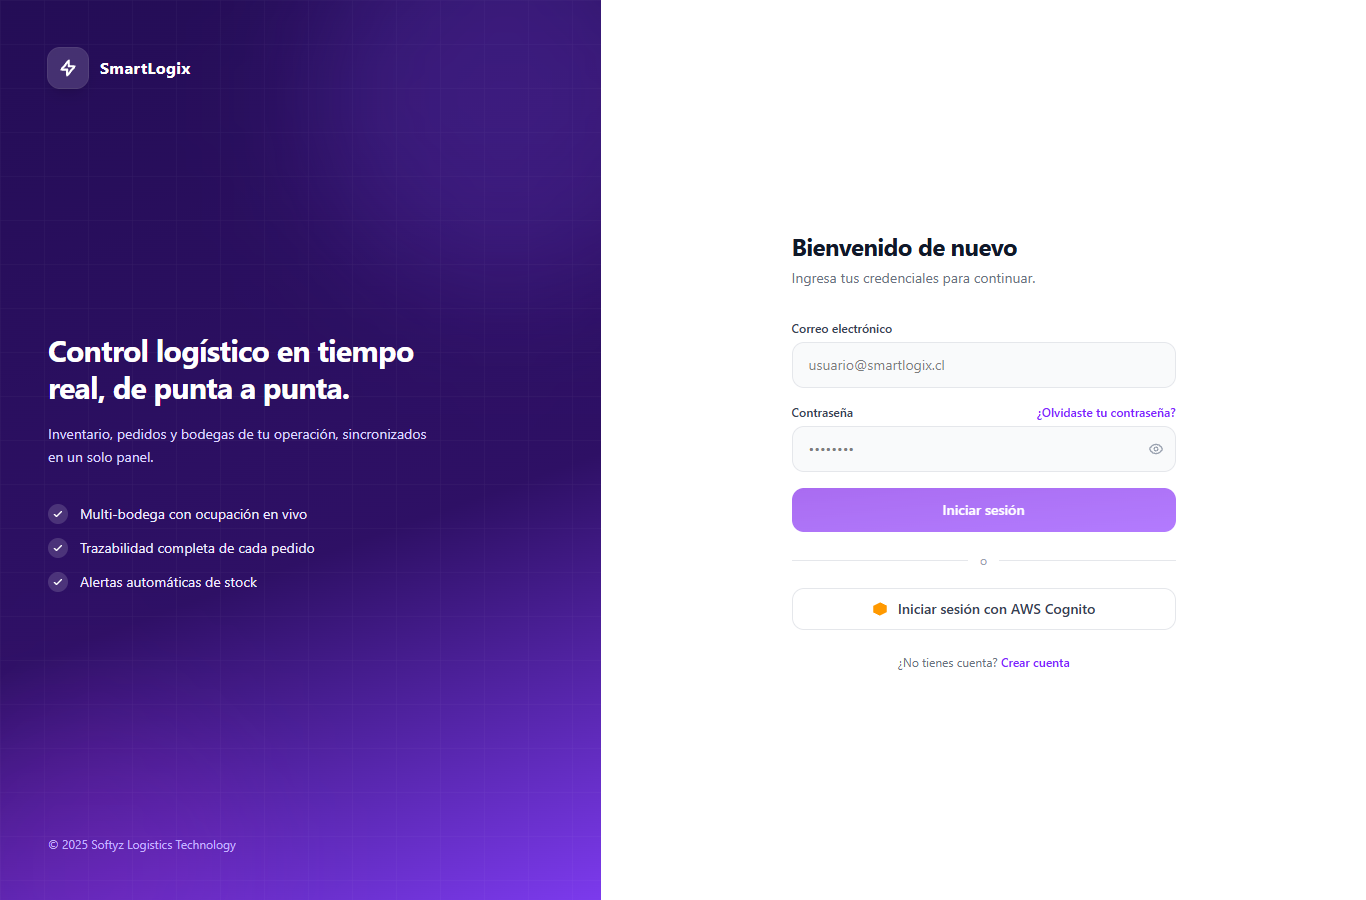 SmartLogix
Control logístico en tiempo
real, de punta a punta.
Inventario, pedidos y bodegas de tu operación, sincronizados
en un solo panel.
Multi-bodega con ocupación en vivo
Trazabilidad completa de cada pedido
Alertas automáticas de stock
© 2025 Softyz Logistics Technology
Bienvenido de nuevo
Ingresa tus credenciales para continuar.
Correo electrónico
usuario@smartlogix.cl
Contraseña
¿Olvidaste tu contraseña?
••••••••
Iniciar sesión
o
Iniciar sesión con AWS Cognito
¿No tienes cuenta? Crear cuenta